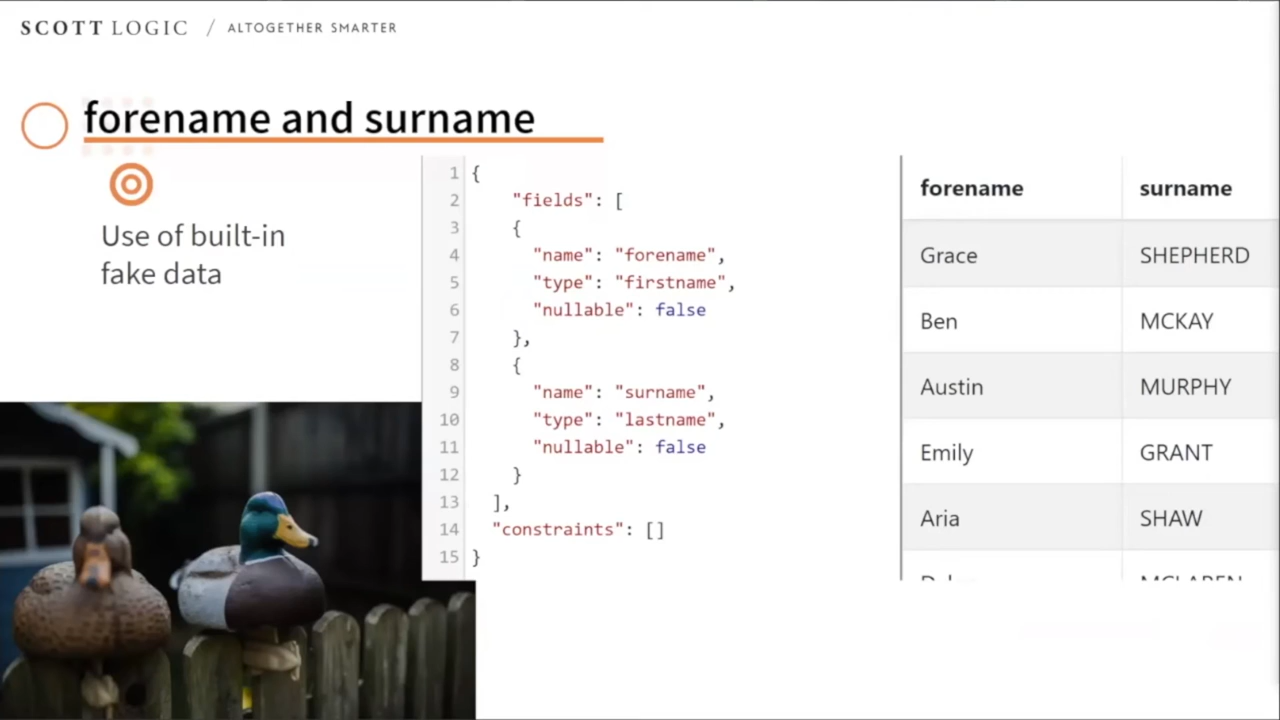 SCOTT LOGIC / ALTOGETHER SMARTER
forename and surname
Use of built-in
fake data
1 {
2 "fields": [
3 {
4 "name": "forename",
5 "type": "firstname",
6 "nullable": false
7 },
8 {
9 "name": "surname",
10 "type": "lastname",
11 "nullable": false
12 }
13 ],
14 "constraints": []
15 }
forename surname
Grace SHEPHERD
Ben MCKAY
Austin MURPHY
Emily GRANT
Aria SHAW
MCLAREN